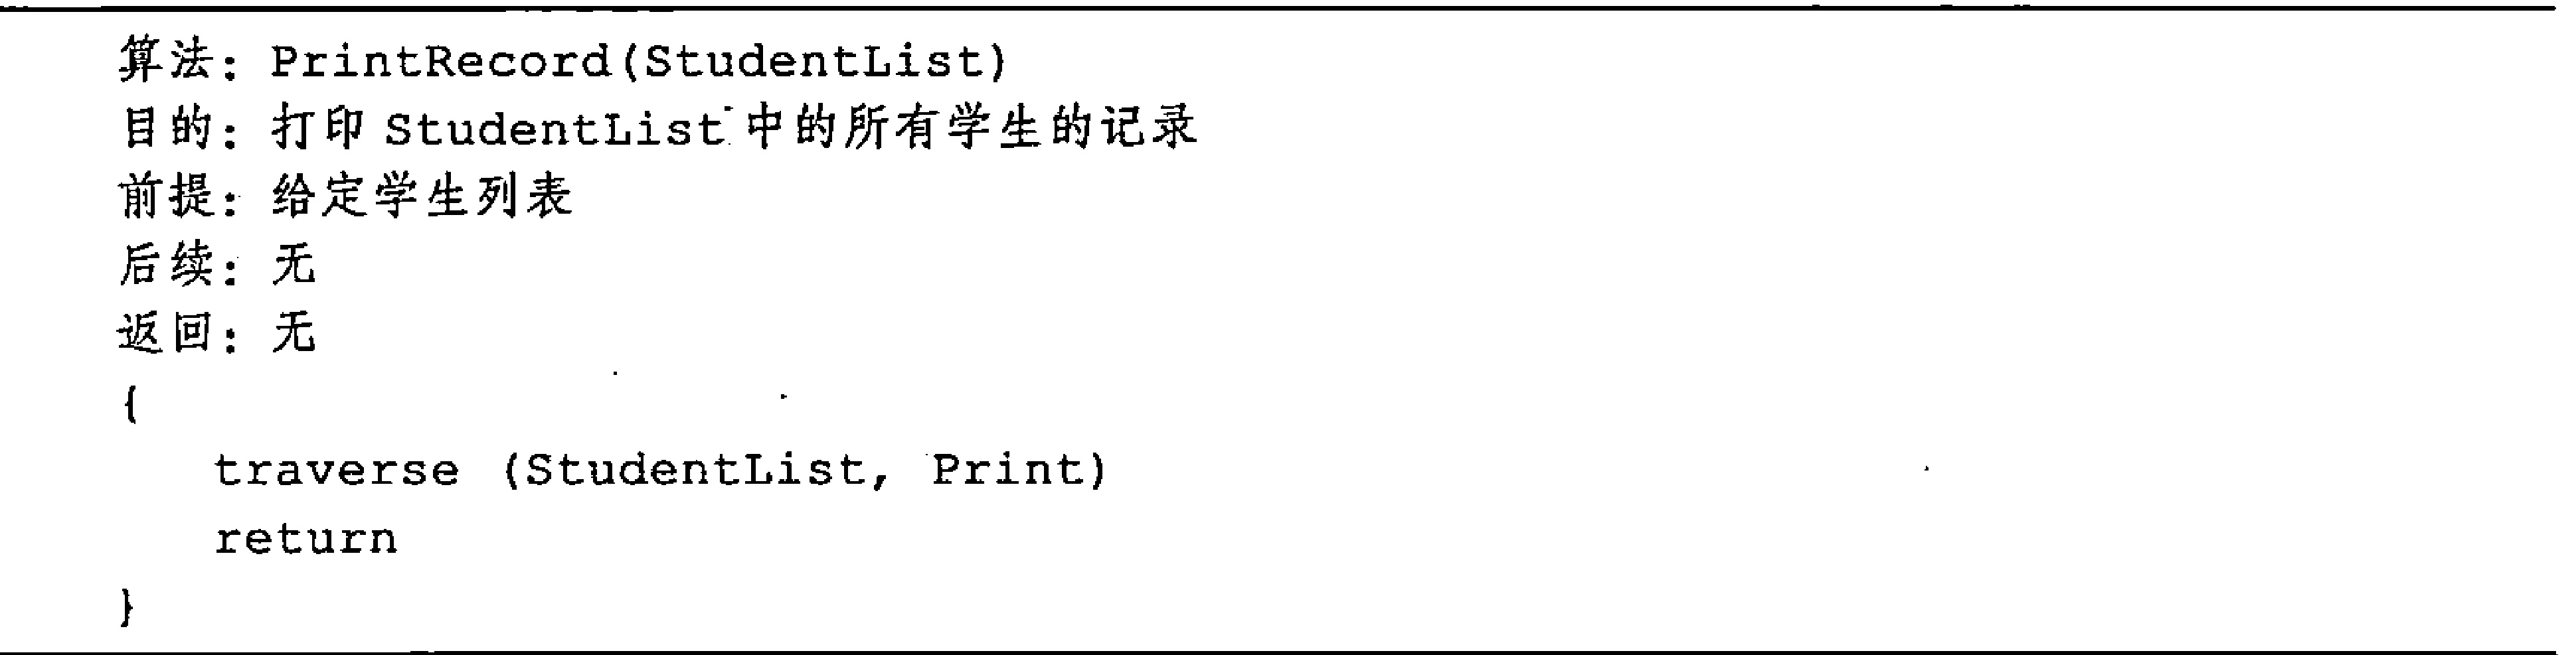 算法：PrintRecord(StudentList)
目的：打印 StudentList 中的所有学生的记录
前提：给定学生列表
后续：无
返回：无
{
traverse (StudentList, Print)
return
}